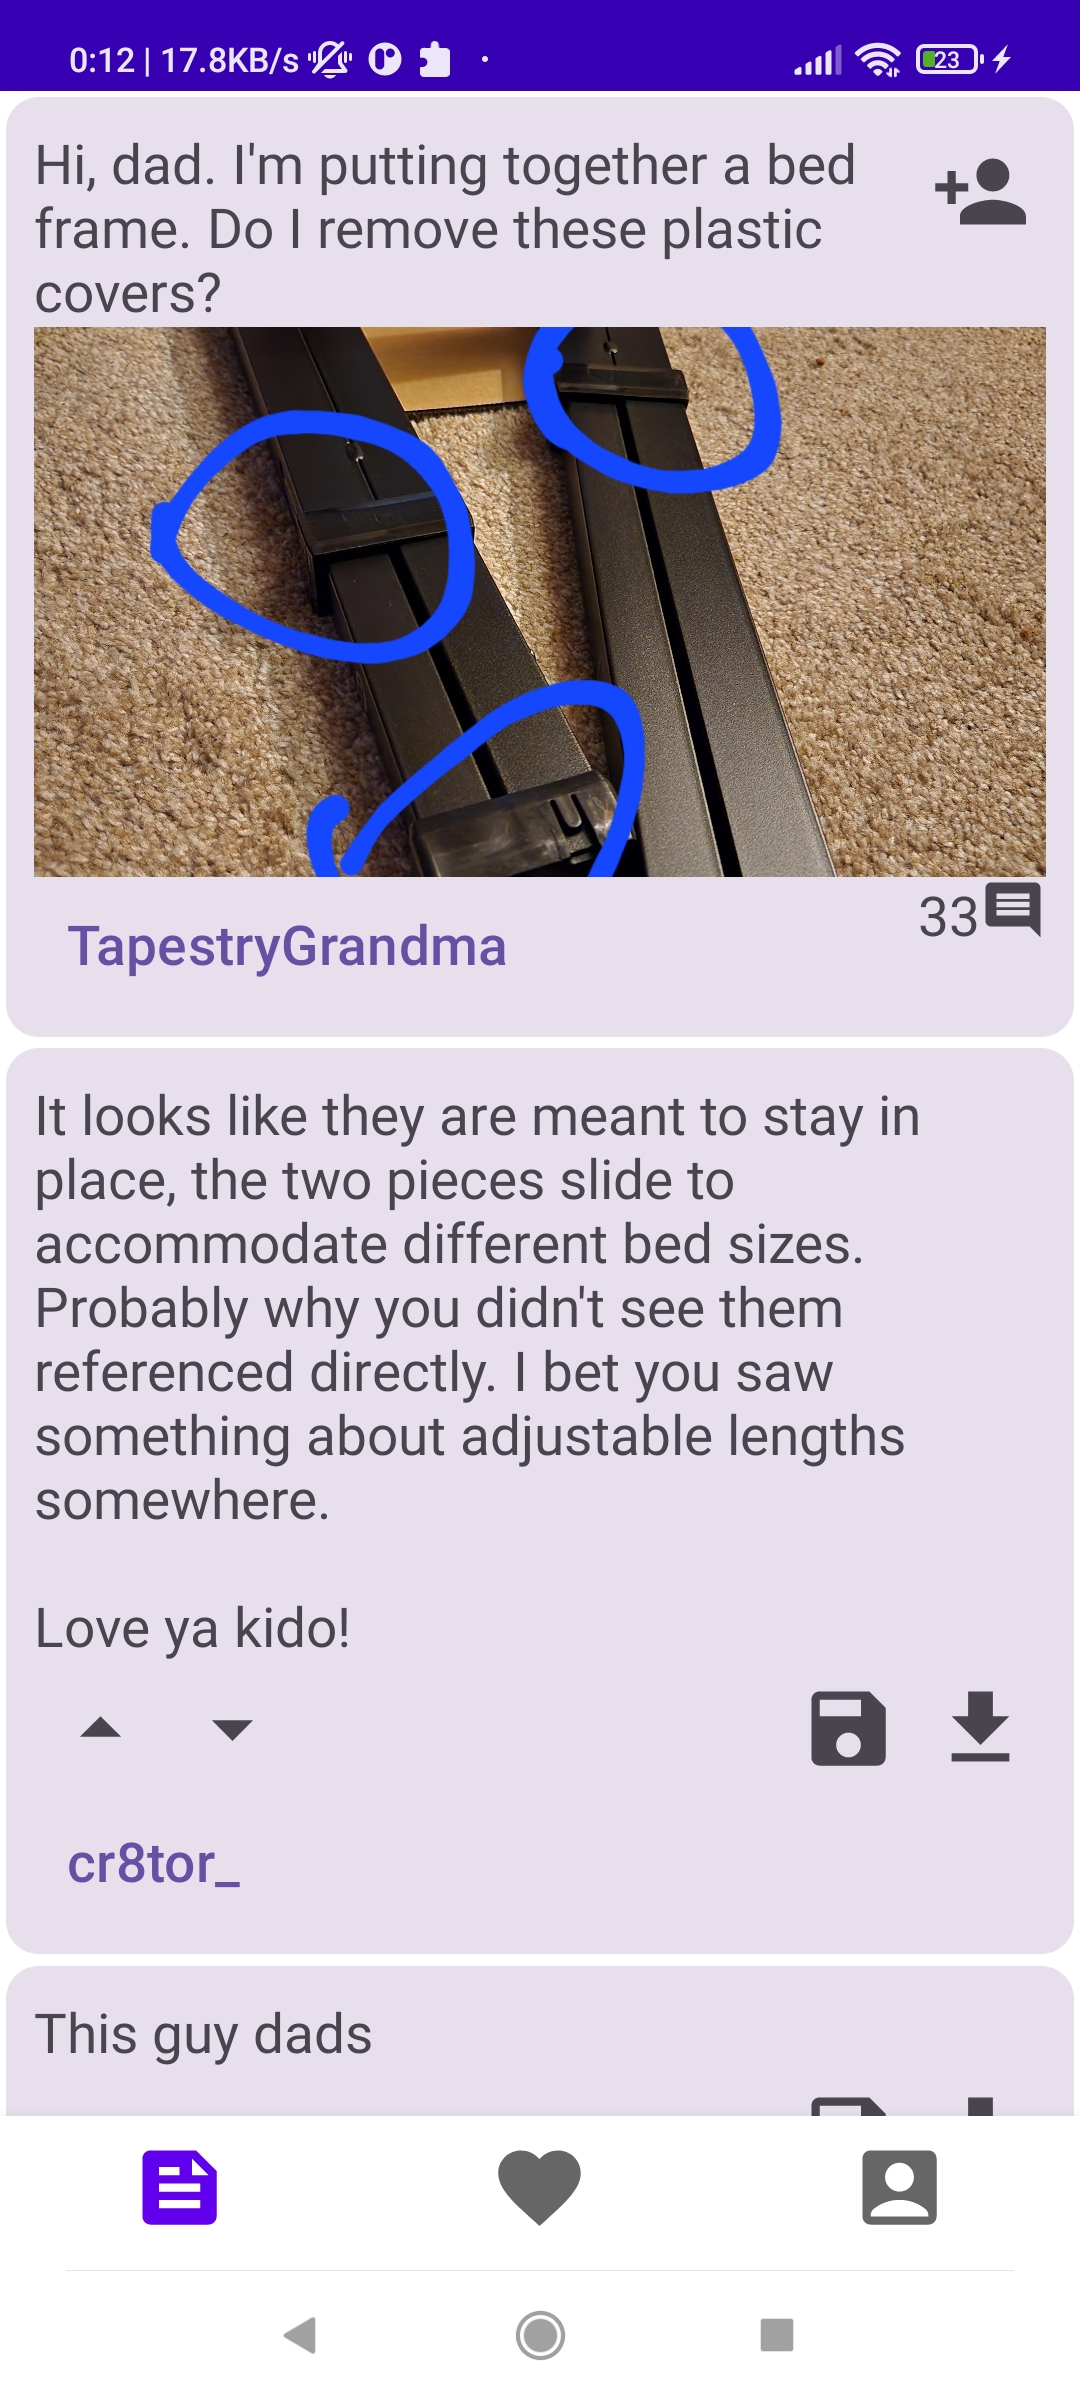 0:12 | 17.8KB/s
23
Hi, dad. I'm putting together a bed
frame. Do I remove these plastic
covers?
33
TapestryGrandma
It looks like they are meant to stay in
place, the two pieces slide to
accommodate different bed sizes.
Probably why you didn't see them
referenced directly. I bet you saw
something about adjustable lengths
somewhere.
Love ya kido!
cr8tor_
This guy dads